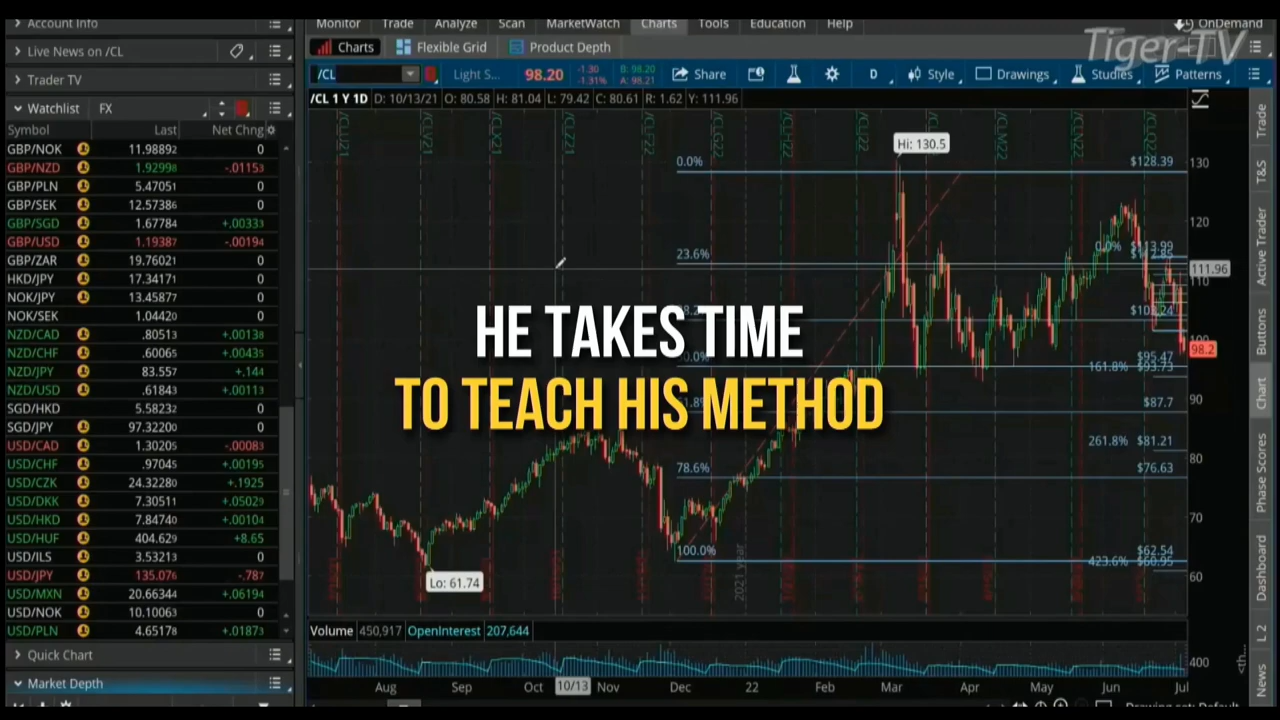 Account Info
Live News on /CL
Trader TV
Watchlist FX
Symbol Last Net Chng
GBP/NOK 11.98892 0
GBP/NZD 1.92998 -.01153
GBP/PLN 5.47051 0
GBP/SEK 12.57386 0
GBP/SGD 1.67784 +.00333
GBP/USD 1.19387 -.00194
GBP/ZAR 19.76021 0
HKD/JPY 17.34171 0
NOK/JPY 13.45877 0
NOK/SEK 1.04420 0
NZD/CAD .80513 +.00138
NZD/CHF .60065 +.00435
NZD/JPY 83.557 +.144
NZD/USD .61843 +.00113
SGD/HKD 5.58232 0
SGD/JPY 97.32200 0
USD/CAD 1.30205 -.00083
USD/CHF .97045 +.00195
USD/CZK 24.32280 +.1925
USD/DKK 7.30511 +.05029
USD/HKD 7.84740 +.00104
USD/HUF 404.629 +8.65
USD/ILS 3.53213 0
USD/JPY 135.076 -.787
USD/MXN 20.66344 +.06194
USD/NOK 10.10063 0
USD/PLN 4.65178 +.01873
Quick Chart
Market Depth
Monitor Trade Analyze Scan MarketWatch Charts Tools Education Help
OnDemand
Tiger-TV
Charts Flexible Grid Product Depth
/CL Light S... 98.20 -1.30 -1.31% B: 98.20 A: 98.21 Share D Style Drawings Studies Patterns
/CL 1 Y 1D D: 10/13/21 O: 80.58 H: 81.04 L: 79.42 C: 80.61 R: 1.62 Y: 111.96
Hi: 130.5
0.0% $128.39
130
120
23.6%
0.0% $113.99
111.96
110
HE TAKES TIME
TO TEACH HIS METHOD
98.2
$95.47
161.8% $93.73
90
$87.7
261.8% $81.21
80
78.6% $76.63
70
100.0% $62.54
423.6% $60.95
60
Lo: 61.74
2021 year
Volume 450,917 OpenInterest 207,644
400
Aug Sep Oct 10/13 Nov Dec 22 Feb Mar Apr May Jun Jul
Trade
T&S
Active Trader
Buttons
Chart
Phase Scores
Dashboard
L 2
News